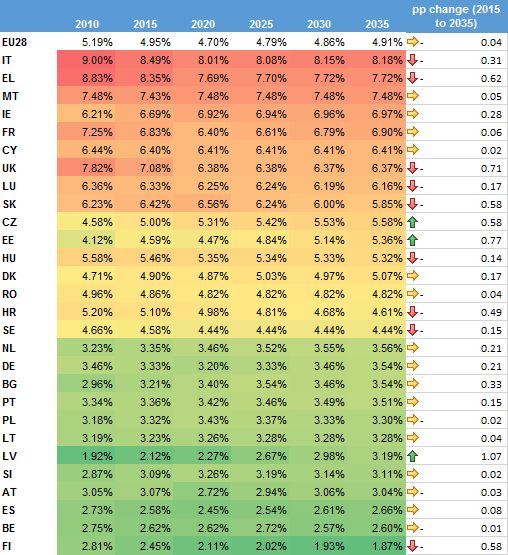 2010 2015 2020 2025 2030 2035 pp change (2015 to 2035)
EU28 5.19% 4.95% 4.70% 4.79% 4.86% 4.91% - 0.04
IT 9.00% 8.49% 8.01% 8.08% 8.15% 8.18% - 0.31
EL 8.83% 8.35% 7.69% 7.70% 7.72% 7.72% - 0.62
MT 7.48% 7.43% 7.48% 7.48% 7.48% 7.48% 0.05
IE 6.21% 6.69% 6.92% 6.94% 6.96% 6.97% 0.28
FR 7.25% 6.83% 6.40% 6.61% 6.79% 6.90% 0.06
CY 6.44% 6.40% 6.41% 6.41% 6.41% 6.41% 0.02
UK 7.82% 7.08% 6.38% 6.38% 6.37% 6.37% - 0.71
LU 6.36% 6.33% 6.25% 6.24% 6.19% 6.16% - 0.17
SK 6.23% 6.42% 6.56% 6.24% 6.00% 5.85% - 0.58
CZ 4.58% 5.00% 5.31% 5.42% 5.53% 5.58% 0.58
EE 4.12% 4.59% 4.47% 4.84% 5.14% 5.36% 0.77
HU 5.58% 5.46% 5.35% 5.34% 5.33% 5.32% - 0.14
DK 4.71% 4.90% 4.87% 5.03% 4.97% 5.07% 0.17
RO 4.96% 4.86% 4.82% 4.82% 4.82% 4.82% - 0.04
HR 5.20% 5.10% 4.98% 4.81% 4.68% 4.61% - 0.49
SE 4.66% 4.58% 4.44% 4.44% 4.44% 4.44% - 0.15
NL 3.23% 3.35% 3.46% 3.52% 3.55% 3.56% 0.21
DE 3.46% 3.33% 3.20% 3.38% 3.46% 3.54% 0.21
BG 2.96% 3.21% 3.40% 3.54% 3.46% 3.54% 0.33
PT 3.34% 3.36% 3.42% 3.46% 3.49% 3.51% 0.15
PL 3.18% 3.32% 3.43% 3.37% 3.33% 3.30% - 0.02
LT 3.19% 3.23% 3.26% 3.28% 3.28% 3.28% 0.04
LV 1.92% 2.12% 2.27% 2.67% 2.98% 3.19% 1.07
SI 2.87% 3.09% 3.26% 3.19% 3.14% 3.11% 0.02
AT 3.05% 3.07% 2.72% 2.94% 3.06% 3.04% - 0.03
ES 2.73% 2.58% 2.45% 2.54% 2.61% 2.66% 0.08
BE 2.75% 2.62% 2.62% 2.72% 2.57% 2.60% - 0.01
FI 2.81% 2.45% 2.11% 2.02% 1.93% 1.87% - 0.58